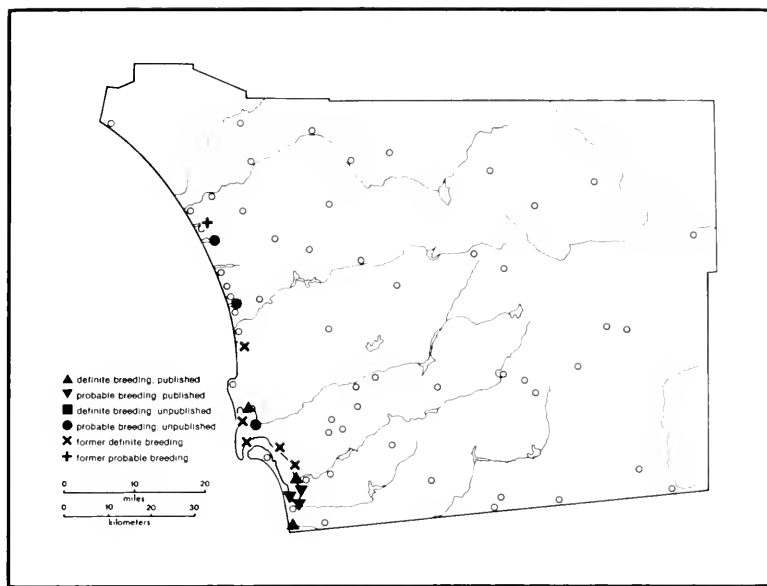 definite breeding, published
probable breeding, published
definite breeding, unpublished
probable breeding, unpublished
former definite breeding
former probable breeding
0 10 20
miles
0 10 20 30
kilometers